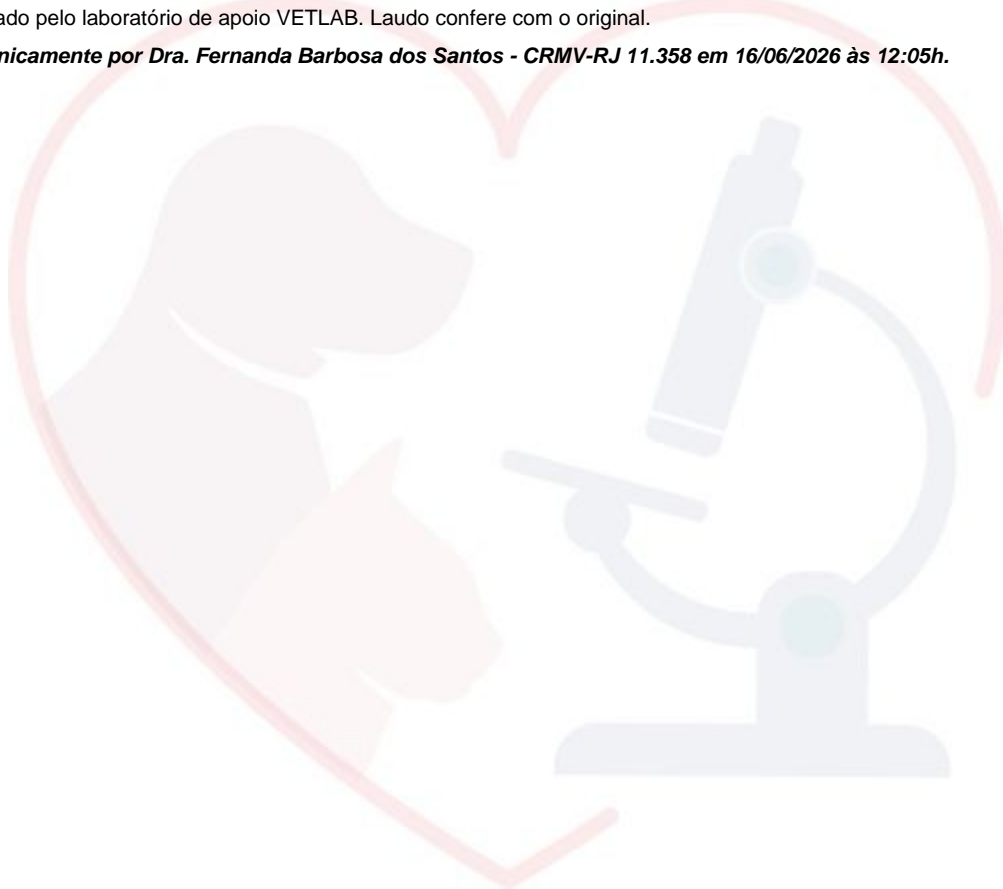 ado pelo laboratório de apoio VETLAB. Laudo confere com o original.
nicamente por Dra. Fernanda Barbosa dos Santos - CRMV-RJ 11.358 em 16/06/2026 às 12:05h.